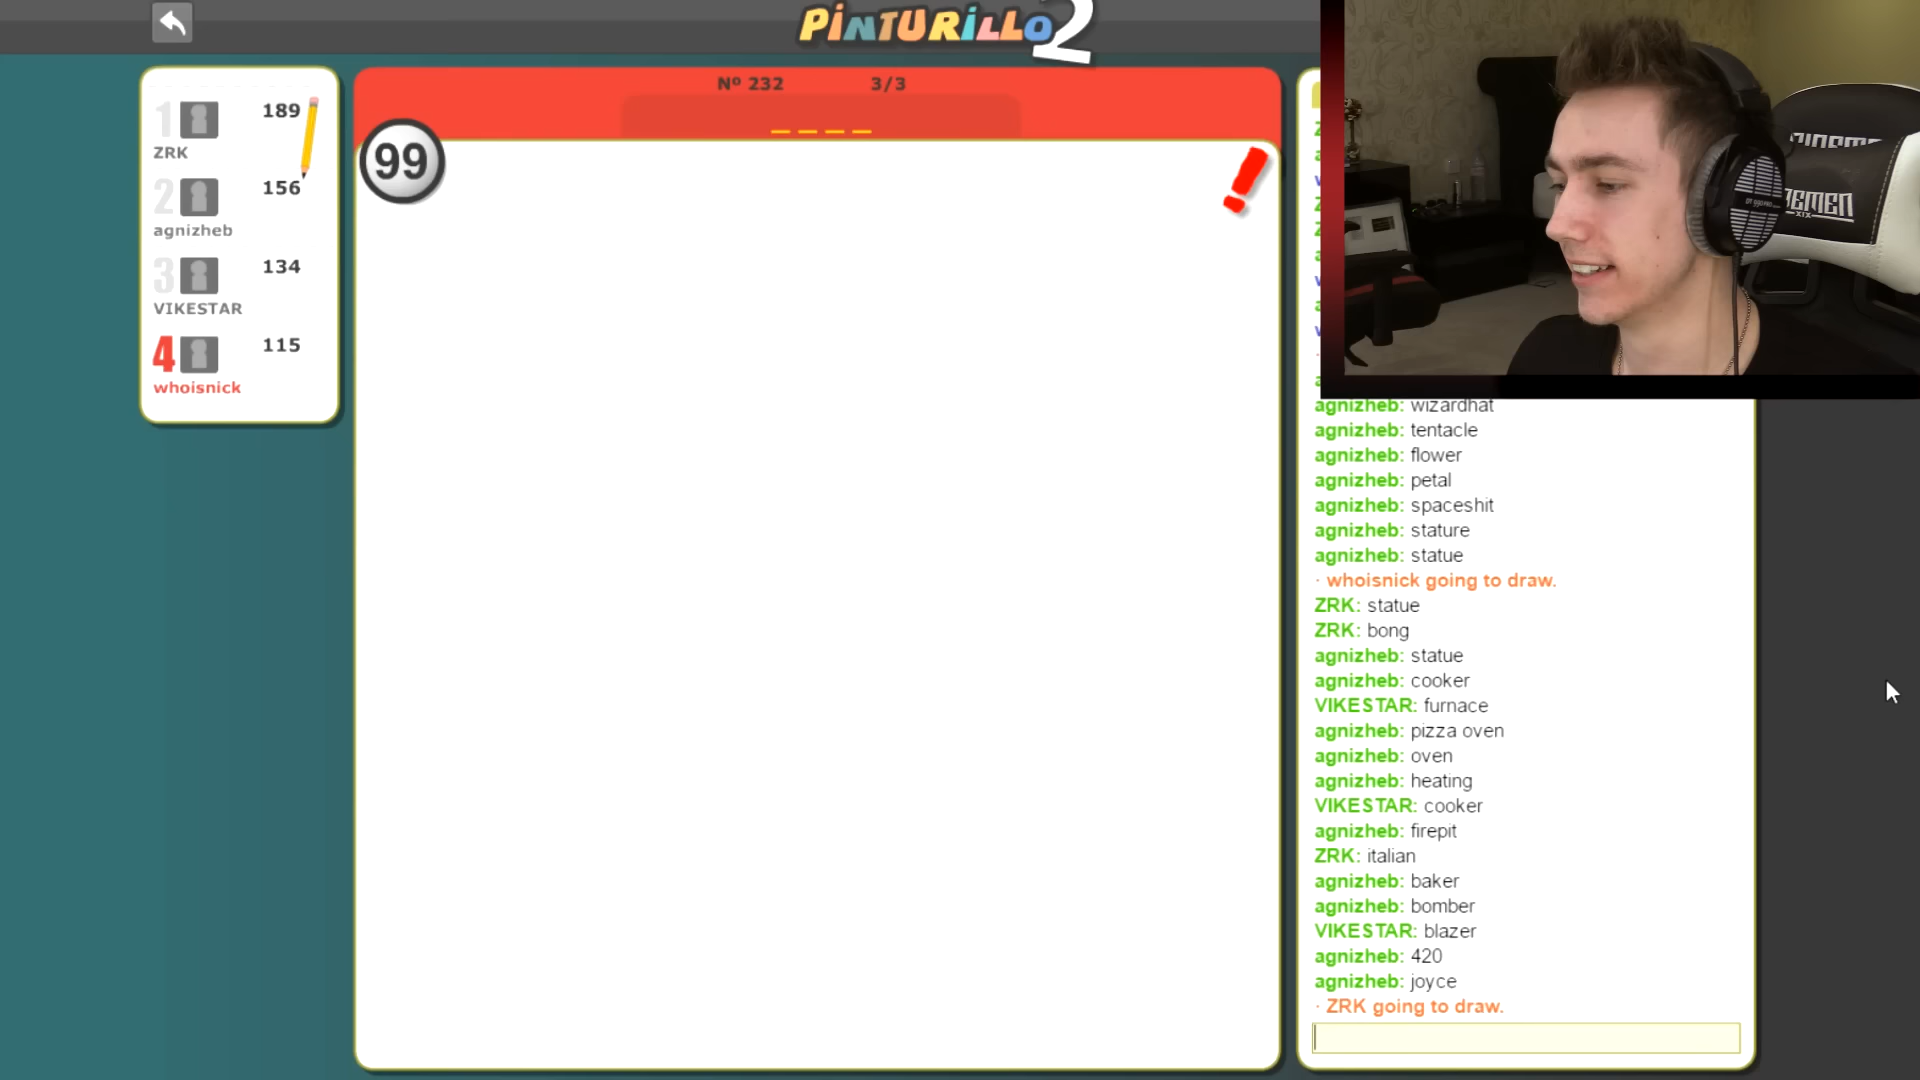 PINTURILLO 2
Nº 232 3/3
_ _ _ _
99
1 189
ZRK
2 156
agnizheb
3 134
VIKESTAR
4 115
whoisnick
agnizheb: wizardhat
agnizheb: tentacle
agnizheb: flower
agnizheb: petal
agnizheb: spaceshit
agnizheb: stature
agnizheb: statue
· whoisnick going to draw.
ZRK: statue
ZRK: bong
agnizheb: statue
agnizheb: cooker
VIKESTAR: furnace
agnizheb: pizza oven
agnizheb: oven
agnizheb: heating
VIKESTAR: cooker
agnizheb: firepit
ZRK: italian
agnizheb: baker
agnizheb: bomber
VIKESTAR: blazer
agnizheb: 420
agnizheb: joyce
· ZRK going to draw.